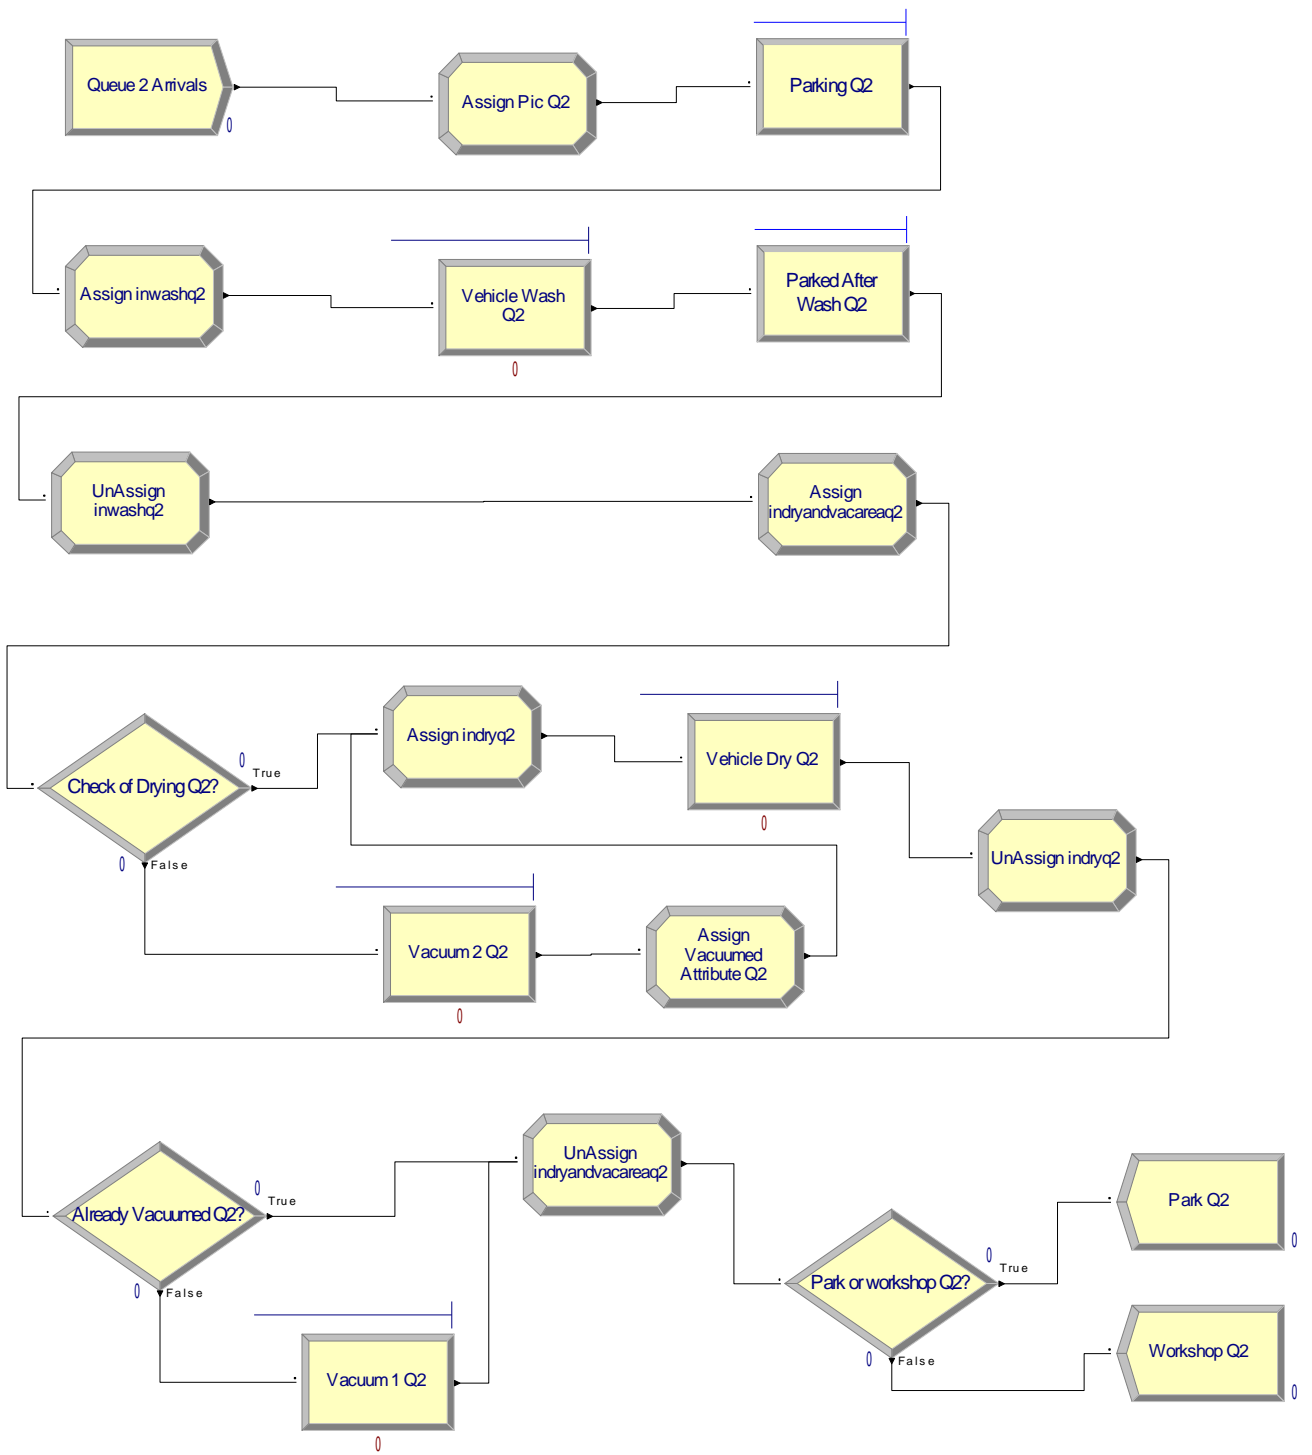 Queue 2 Arrivals
0
Assign Pic Q2
Parking Q2
Assign inwashq2
Vehicle Wash
Q2
0
Parked After
Wash Q2
UnAssign
inwashq2
Assign
indryandvacareaq2
Check of Drying Q2?
0
True
0
False
Assign indryq2
Vehicle Dry Q2
0
UnAssign indryq2
Vacuum 2 Q2
0
Assign
Vacuumed
Attribute Q2
Already Vacuumed Q2?
0
True
0
False
Vacuum 1 Q2
0
UnAssign
indryandvacareaq2
Park or workshop Q2?
0
True
0
False
Park Q2
0
Workshop Q2
0